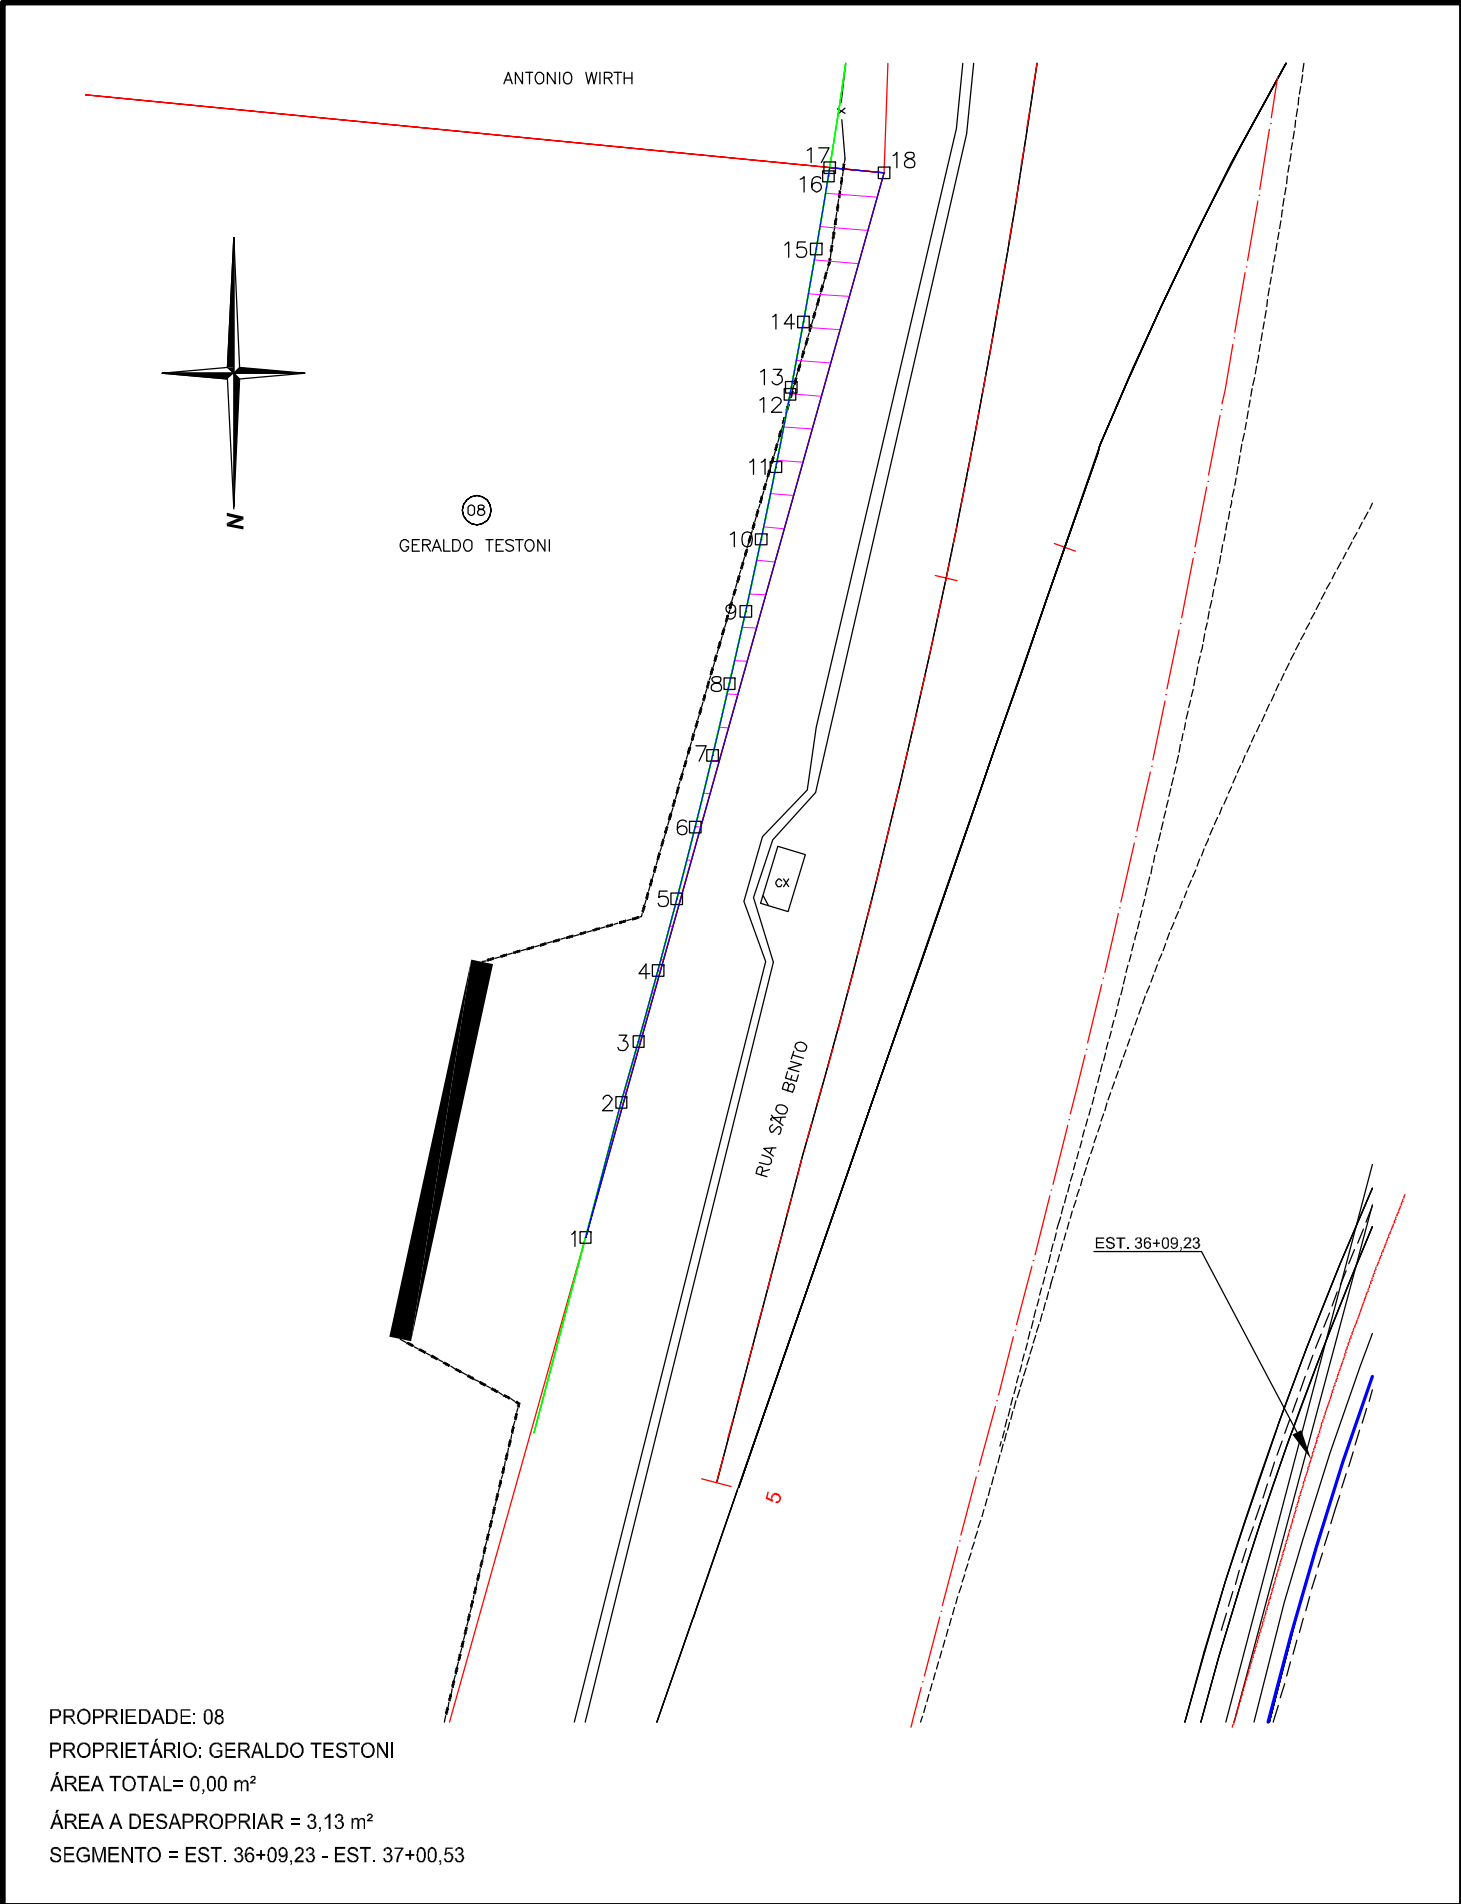 ANTONIO WIRTH
x
17
18
16
15
14
13
12
11
10
9
8
7
6
5
4
3
2
1
N
08
GERALDO TESTONI
CX
RUA SÃO BENTO
EST. 36+09,23
5
PROPRIEDADE: 08
PROPRIETÁRIO: GERALDO TESTONI
ÁREA TOTAL= 0,00 m²
ÁREA A DESAPROPRIAR = 3,13 m²
SEGMENTO = EST. 36+09,23 - EST. 37+00,53